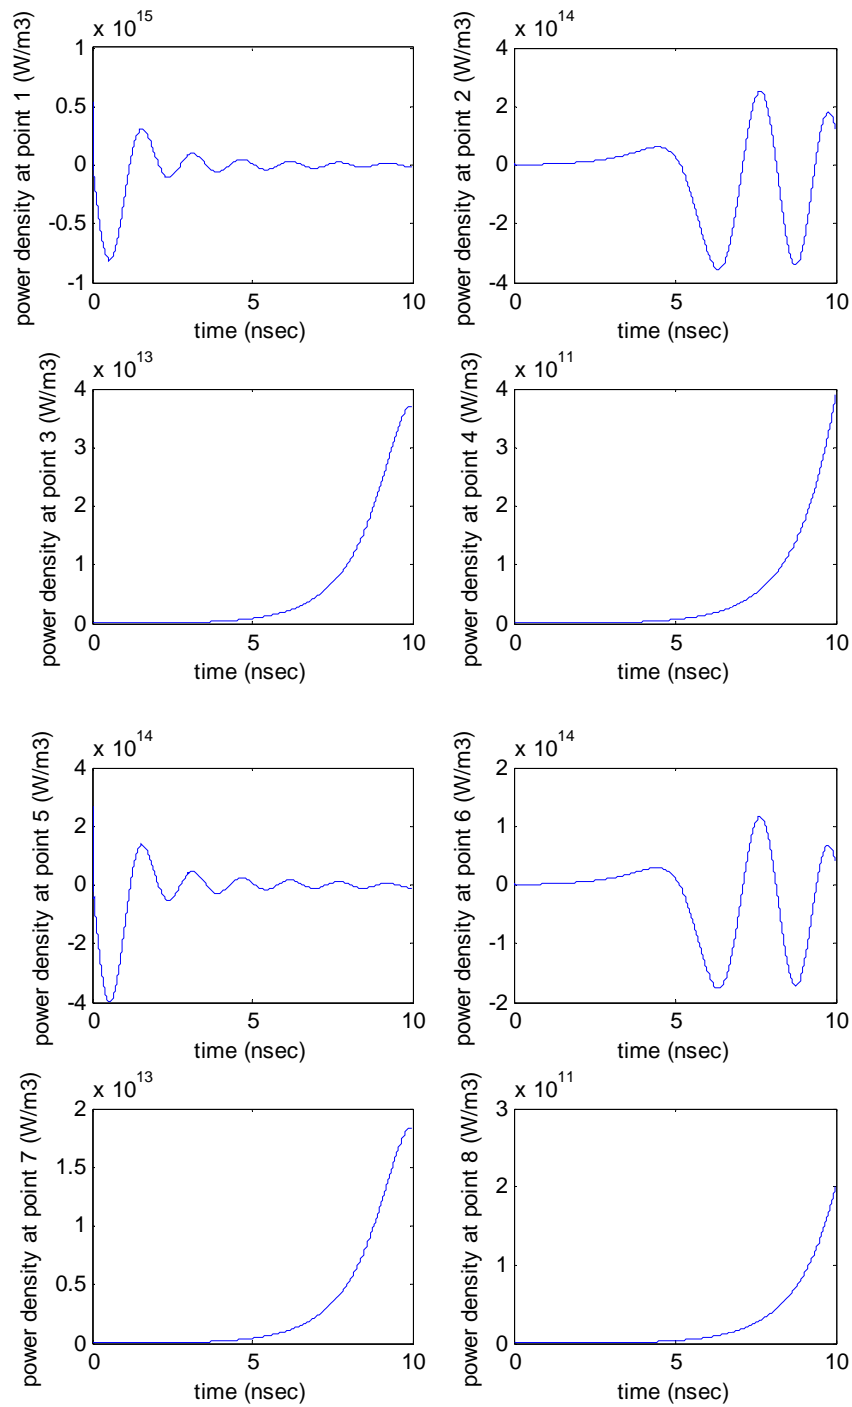 x 10^15
power density at point 1 (W/m3)
1
0.5
0
-0.5
-1
0 5 10
time (nsec)
x 10^14
power density at point 2 (W/m3)
4
2
0
-2
-4
0 5 10
time (nsec)
x 10^13
power density at point 3 (W/m3)
4
3
2
1
0
0 5 10
time (nsec)
x 10^11
power density at point 4 (W/m3)
4
3
2
1
0
0 5 10
time (nsec)
x 10^14
power density at point 5 (W/m3)
4
2
0
-2
-4
0 5 10
time (nsec)
x 10^14
power density at point 6 (W/m3)
2
1
0
-1
-2
0 5 10
time (nsec)
x 10^13
power density at point 7 (W/m3)
2
1.5
1
0.5
0
0 5 10
time (nsec)
x 10^11
power density at point 8 (W/m3)
3
2
1
0
0 5 10
time (nsec)